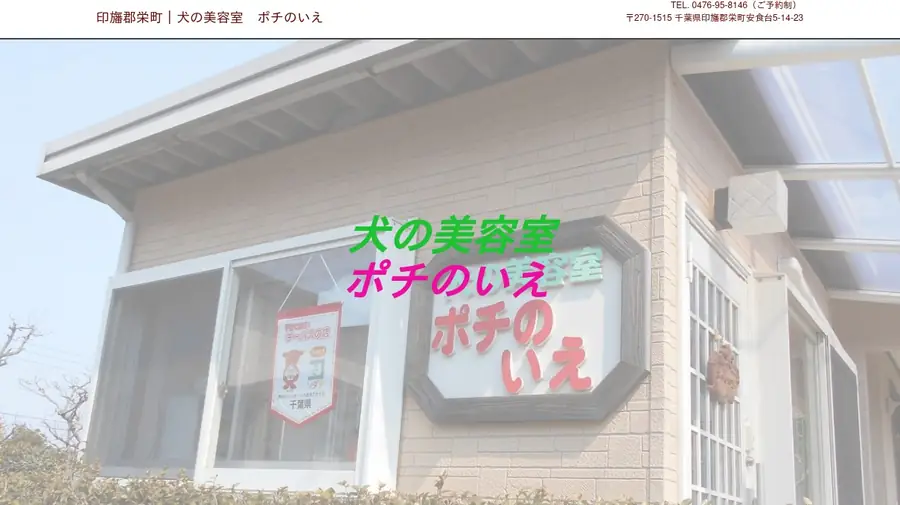 印旛郡栄町｜犬の美容室　ポチのいえ
TEL. 0476-95-8146（ご予約制）
〒270-1515 千葉県印旛郡栄町安食台5-14-23
犬の美容室
ポチのいえ
美容室
ポチの
いえ
千葉県